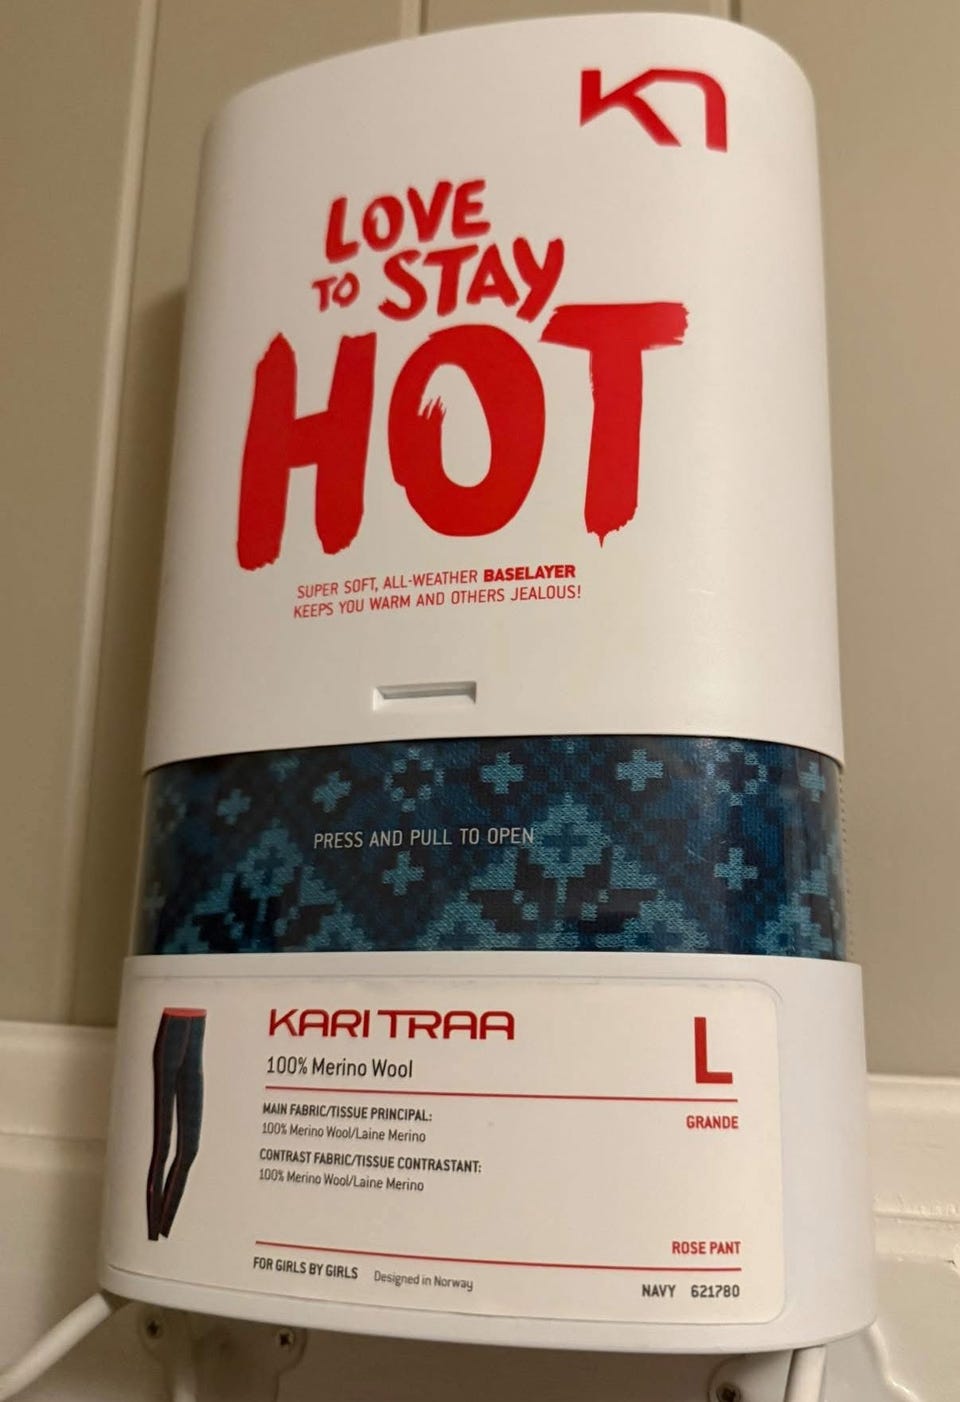 LOVE
TO STAY
HOT
SUPER SOFT, ALL-WEATHER BASELAYER
KEEPS YOU WARM AND OTHERS JEALOUS!
PRESS AND PULL TO OPEN
KARI TRAA
L
100% Merino Wool
GRANDE
MAIN FABRIC/TISSUE PRINCIPAL:
100% Merino Wool/Laine Merino
CONTRAST FABRIC/TISSUE CONTRASTANT:
100% Merino Wool/Laine Merino
ROSE PANT
FOR GIRLS BY GIRLS Designed in Norway
NAVY 621780